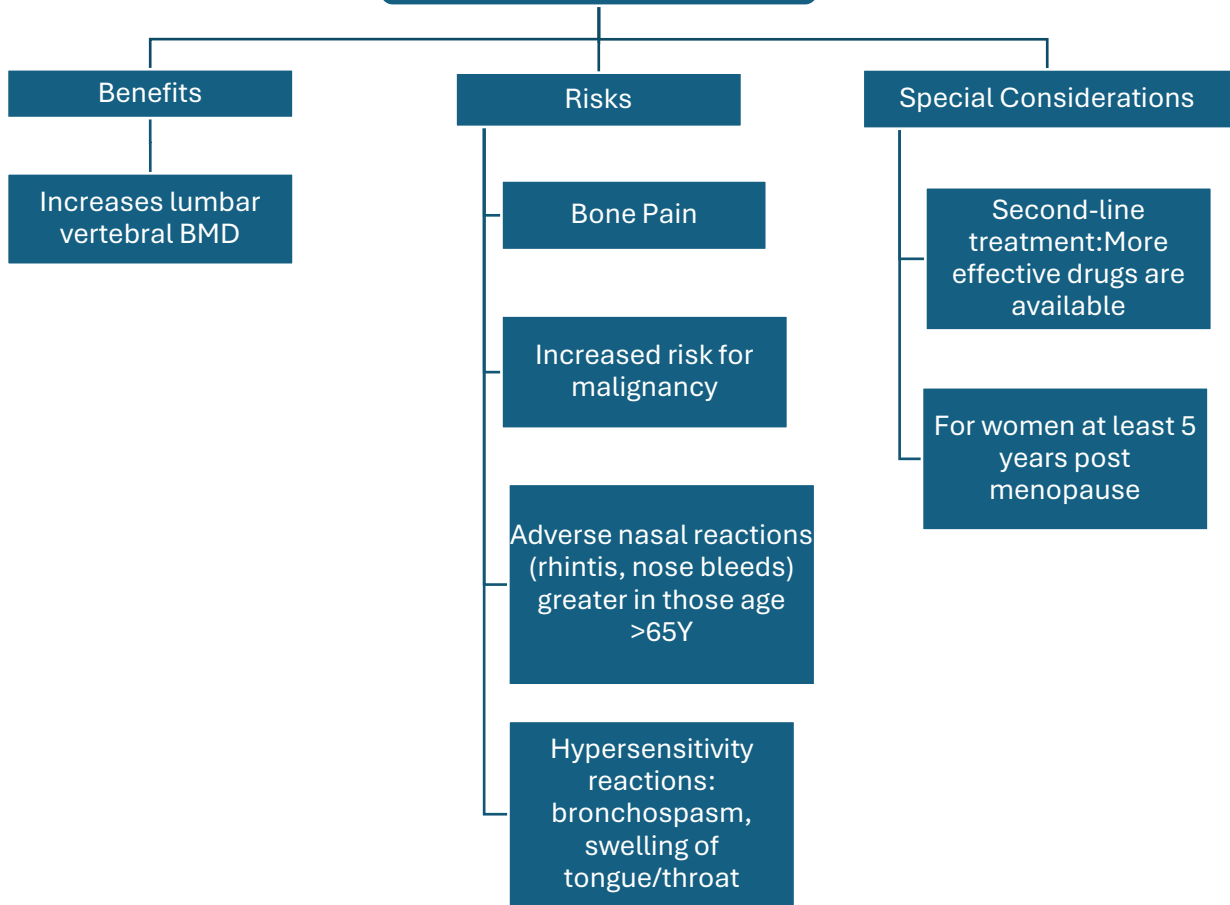 Benefits
Increases lumbar
vertebral BMD
Risks
Bone Pain
Increased risk for
malignancy
Adverse nasal reactions
(rhintis, nose bleeds)
greater in those age
>65Y
Hypersensitivity
reactions:
bronchospasm,
swelling of
tongue/throat
Special Considerations
Second-line
treatment:More
effective drugs are
available
For women at least 5
years post
menopause